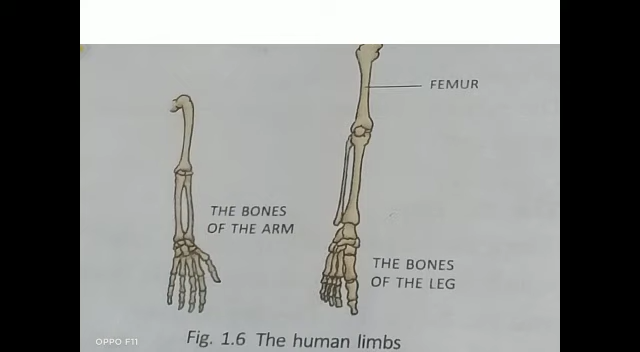 FEMUR
THE BONES
OF THE ARM
THE BONES
OF THE LEG
Fig. 1.6 The human limbs
OPPO F11